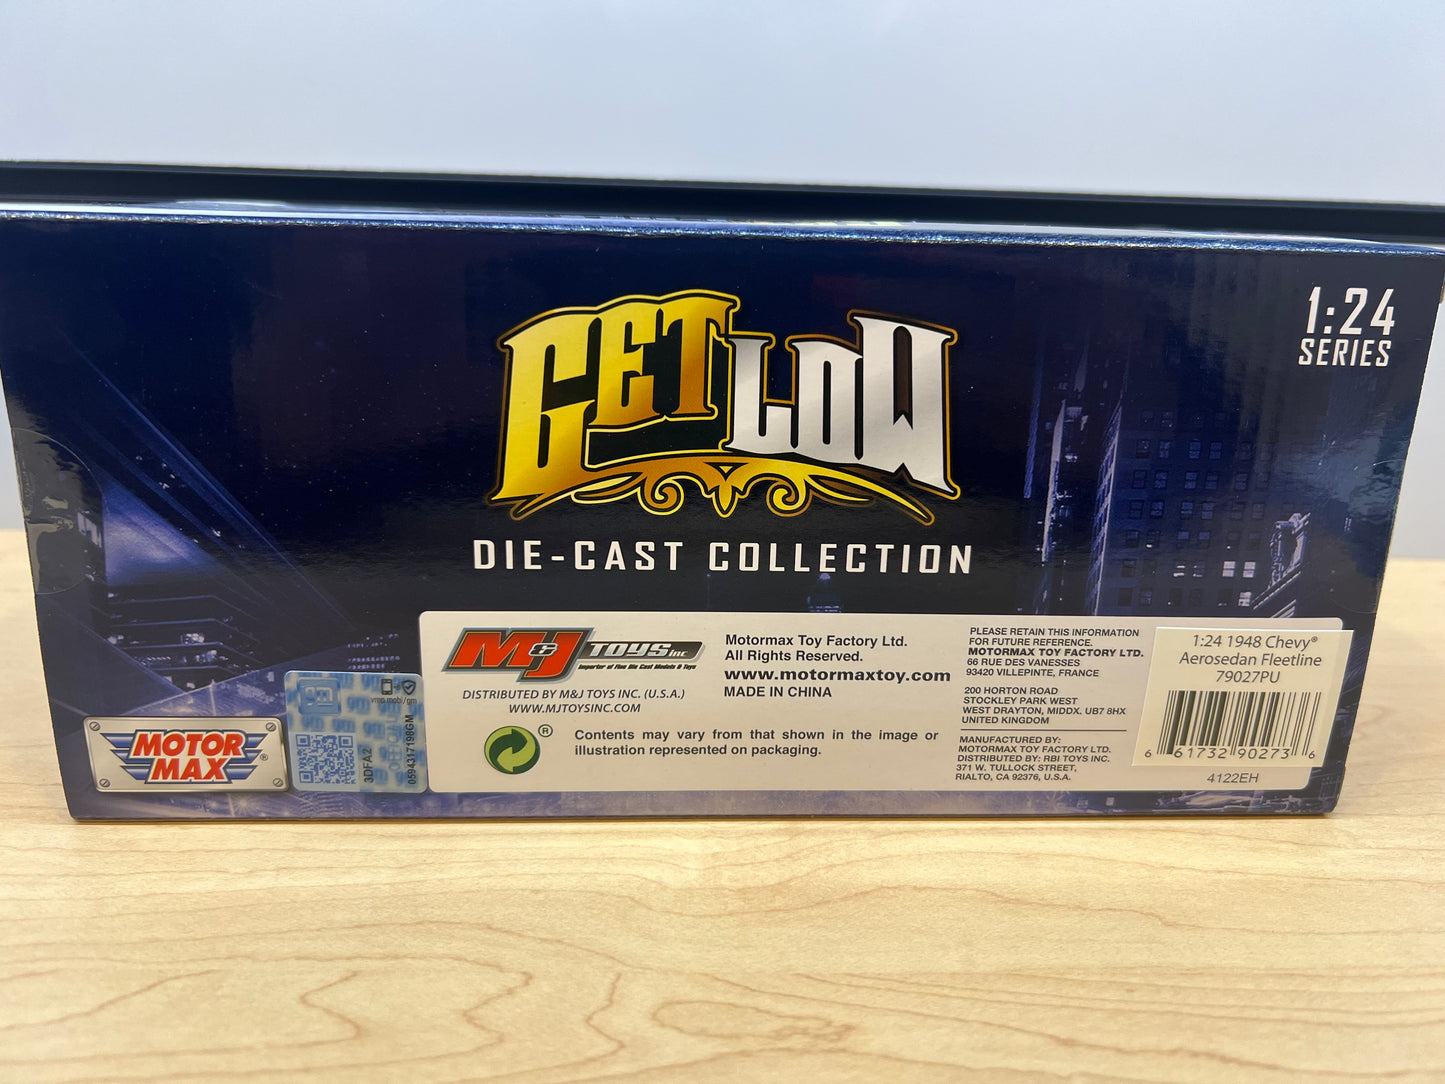 GET LOW
DIE-CAST COLLECTION
1:24
SERIES
MOTOR
MAX
®
vmp.mobi/gm
3DFA2
0594317198GM
M&J TOYS INC
Importer of Fine Die Cast Models & Toys
DISTRIBUTED BY M&J TOYS INC. (U.S.A.)
WWW.MJTOYSINC.COM
Motormax Toy Factory Ltd.
All Rights Reserved.
www.motormaxtoy.com
MADE IN CHINA
®
Contents may vary from that shown in the image or
illustration represented on packaging.
PLEASE RETAIN THIS INFORMATION
FOR FUTURE REFERENCE.
MOTORMAX TOY FACTORY LTD.
66 RUE DES VANESSES
93420 VILLEPINTE, FRANCE
200 HORTON ROAD
STOCKLEY PARK WEST
WEST DRAYTON, MIDDX. UB7 8HX
UNITED KINGDOM
MANUFACTURED BY:
MOTORMAX TOY FACTORY LTD.
DISTRIBUTED BY: RBI TOYS INC.
371 W. TULLOCK STREET,
RIALTO, CA 92376, U.S.A.
1:24 1948 Chevy®
Aerosedan Fleetline
79027PU
6 61732 90273 6
4122EH